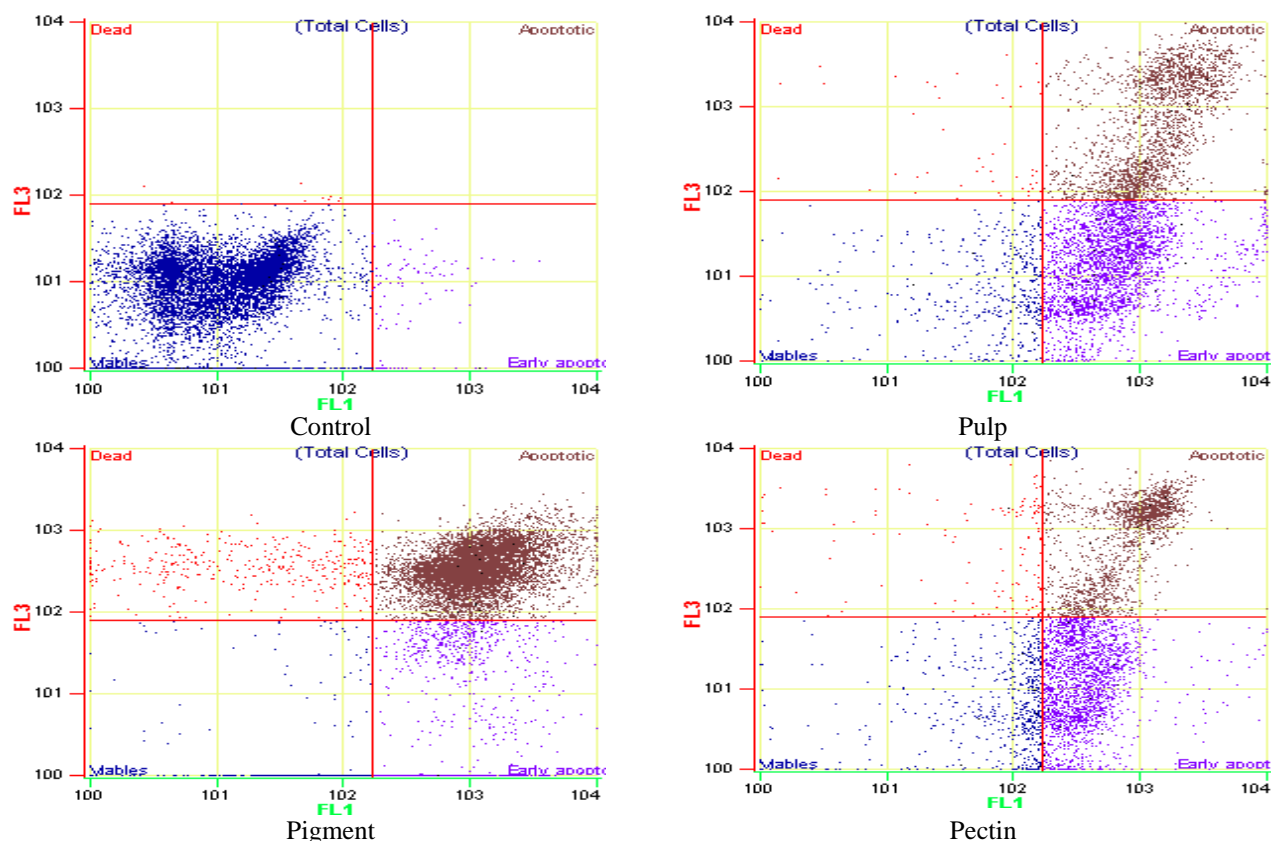 104 Dead (Total Cells) Apoptotic
103
102
FL3
101
100 Viables Early apopto
100 101 102 103 104
FL1
Control
104 Dead (Total Cells) Apoptotic
103
102
FL3
101
100 Viables Early apopt
100 101 102 103 104
FL1
Pulp
104 Dead (Total Cells) Apoptotic
103
102
FL3
101
100 Viables Early apopto
100 101 102 103 104
FL1
Pigment
104 Dead (Total Cells) Apoptotic
103
102
FL3
101
100 Viables Early apopt
100 101 102 103 104
FL1
Pectin